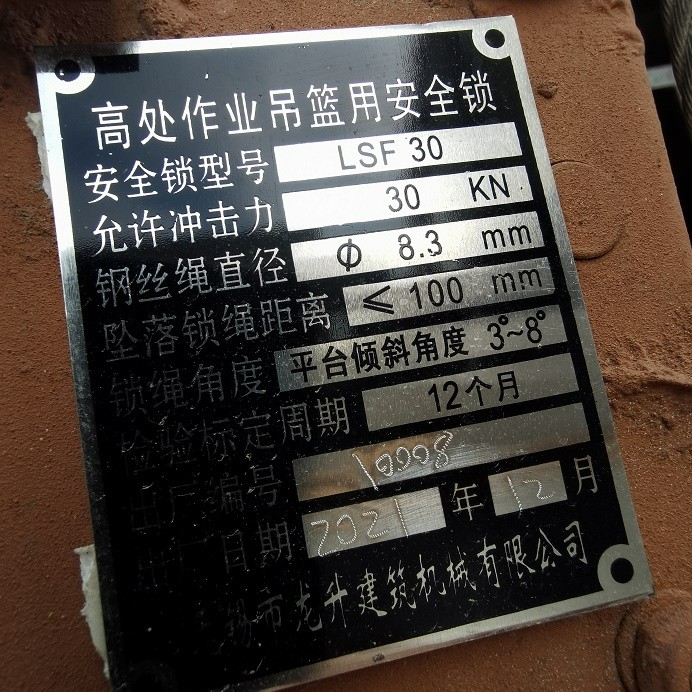 高处作业吊篮用安全锁
安全锁型号 LSF 30
允许冲击力 30 KN
钢丝绳直径 Φ 8.3 mm
坠落锁绳距离 ≤ 100 mm
锁绳角度 平台倾斜角度 3°~8°
检验标定周期 12个月
出厂编号 10008
出厂日期 2021 年 12 月
锡市龙升建筑机械有限公司